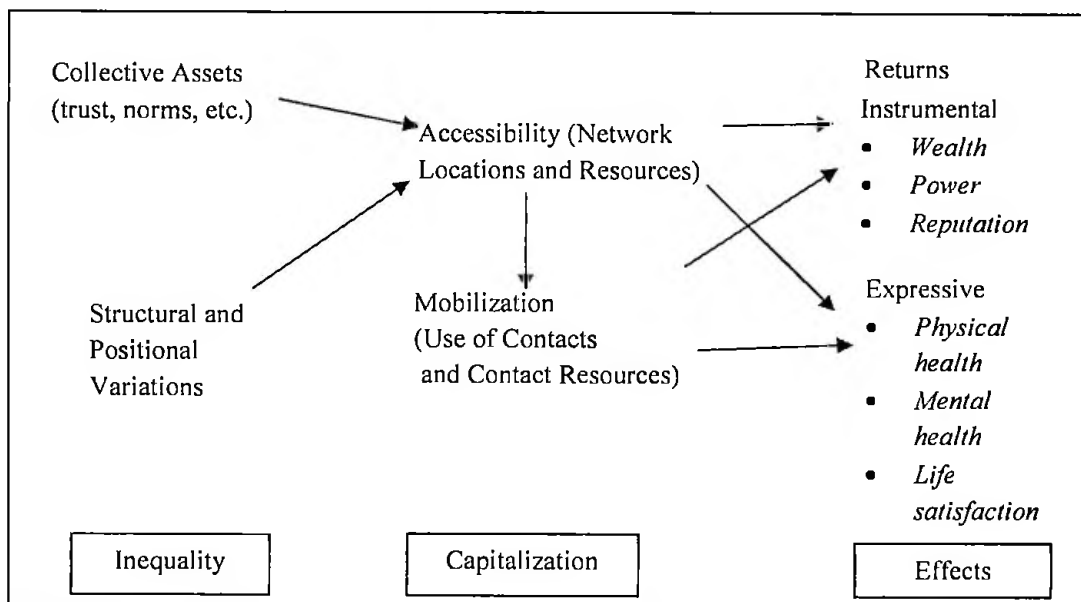 Collective Assets
(trust, norms, etc.)
Structural and
Positional
Variations
Accessibility (Network
Locations and Resources)
Mobilization
(Use of Contacts
and Contact Resources)
Returns
Instrumental
• Wealth
• Power
• Reputation
Expressive
• Physical
health
• Mental
health
• Life
satisfaction
Inequality
Capitalization
Effects